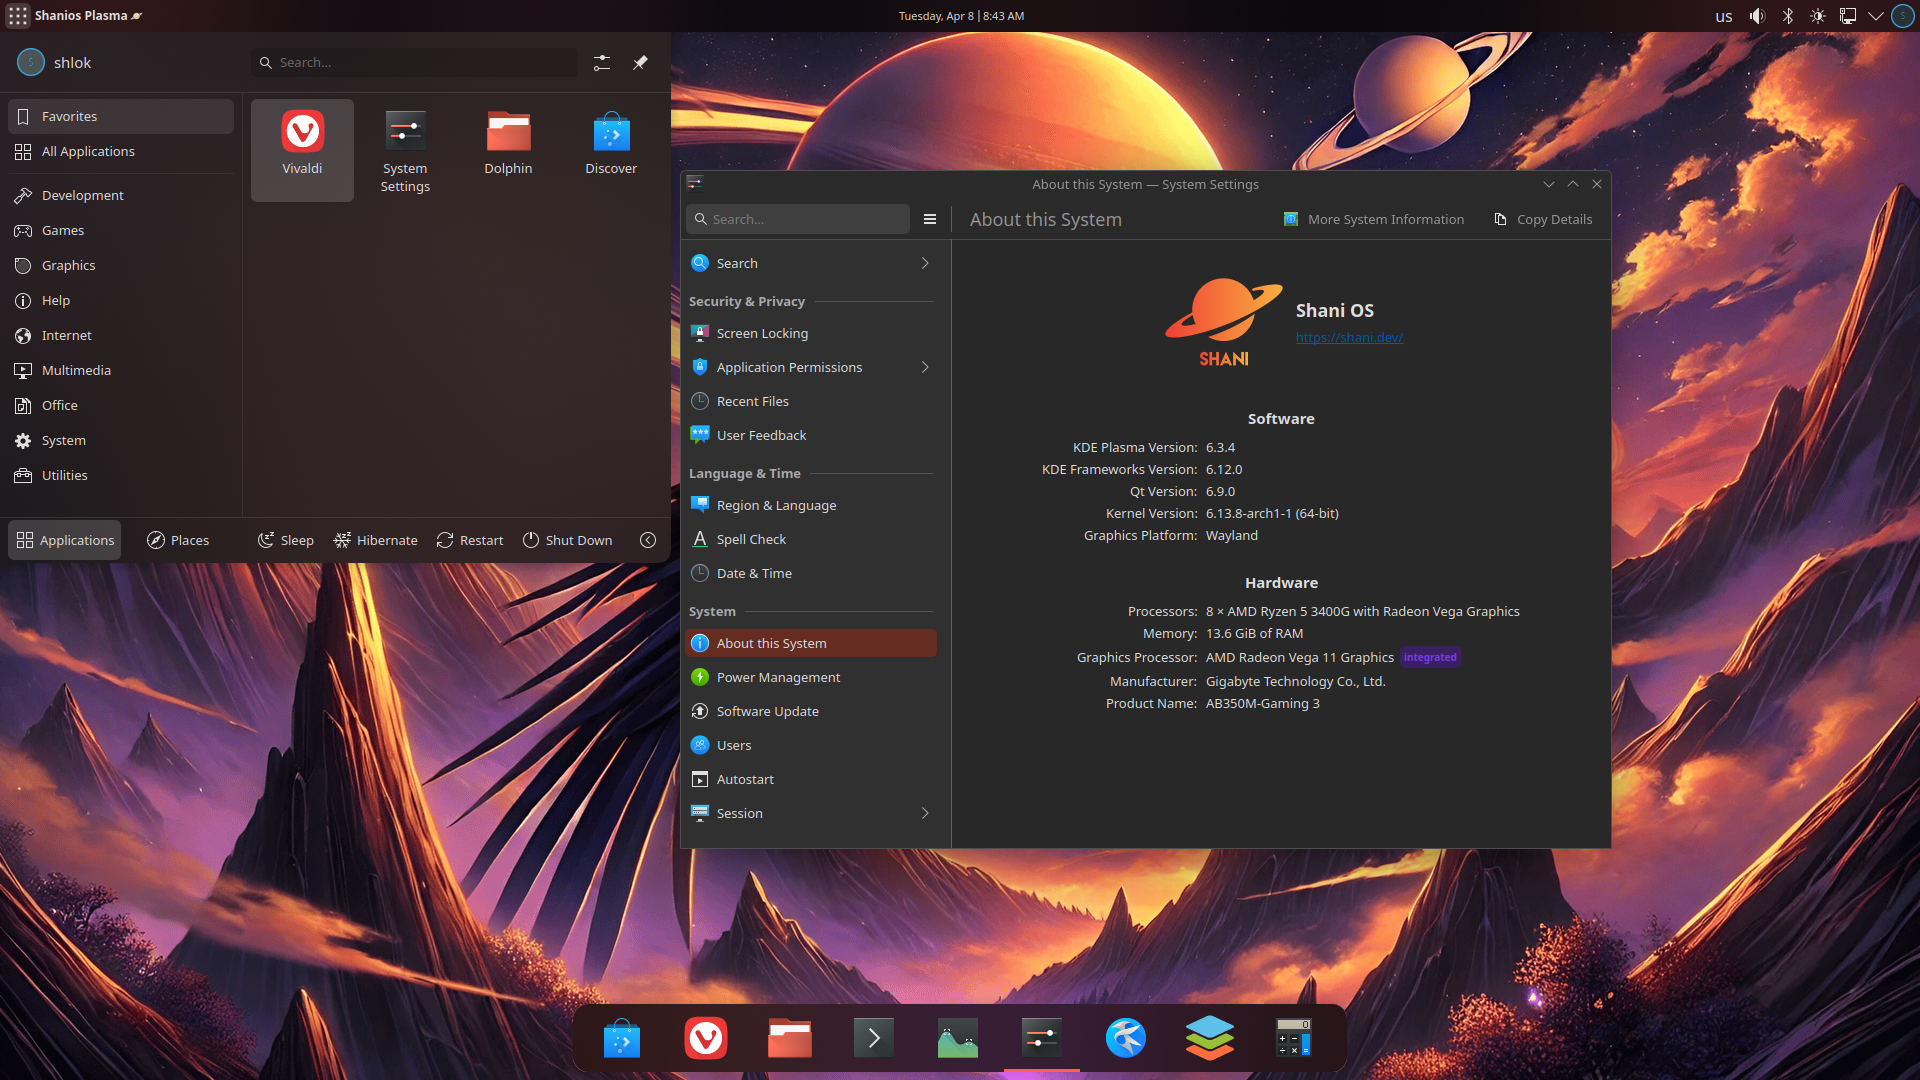 Shanios Plasma
Tuesday, Apr 8 | 8:43 AM
us
S
S
shlok
Search...
Favorites
All Applications
Development
Games
Graphics
Help
Internet
Multimedia
Office
System
Utilities
Vivaldi
System Settings
Dolphin
Discover
Applications
Places
Sleep
Hibernate
Restart
Shut Down
About this System — System Settings
Search...
About this System
More System Information
Copy Details
Search
Security & Privacy
Screen Locking
Application Permissions
Recent Files
User Feedback
Language & Time
Region & Language
Spell Check
Date & Time
System
About this System
Power Management
Software Update
Users
Autostart
Session
SHANI
Shani OS
https://shani.dev/
Software
KDE Plasma Version: 6.3.4
KDE Frameworks Version: 6.12.0
Qt Version: 6.9.0
Kernel Version: 6.13.8-arch1-1 (64-bit)
Graphics Platform: Wayland
Hardware
Processors: 8 × AMD Ryzen 5 3400G with Radeon Vega Graphics
Memory: 13.6 GiB of RAM
Graphics Processor: AMD Radeon Vega 11 Graphics Integrated
Manufacturer: Gigabyte Technology Co., Ltd.
Product Name: AB350M-Gaming 3